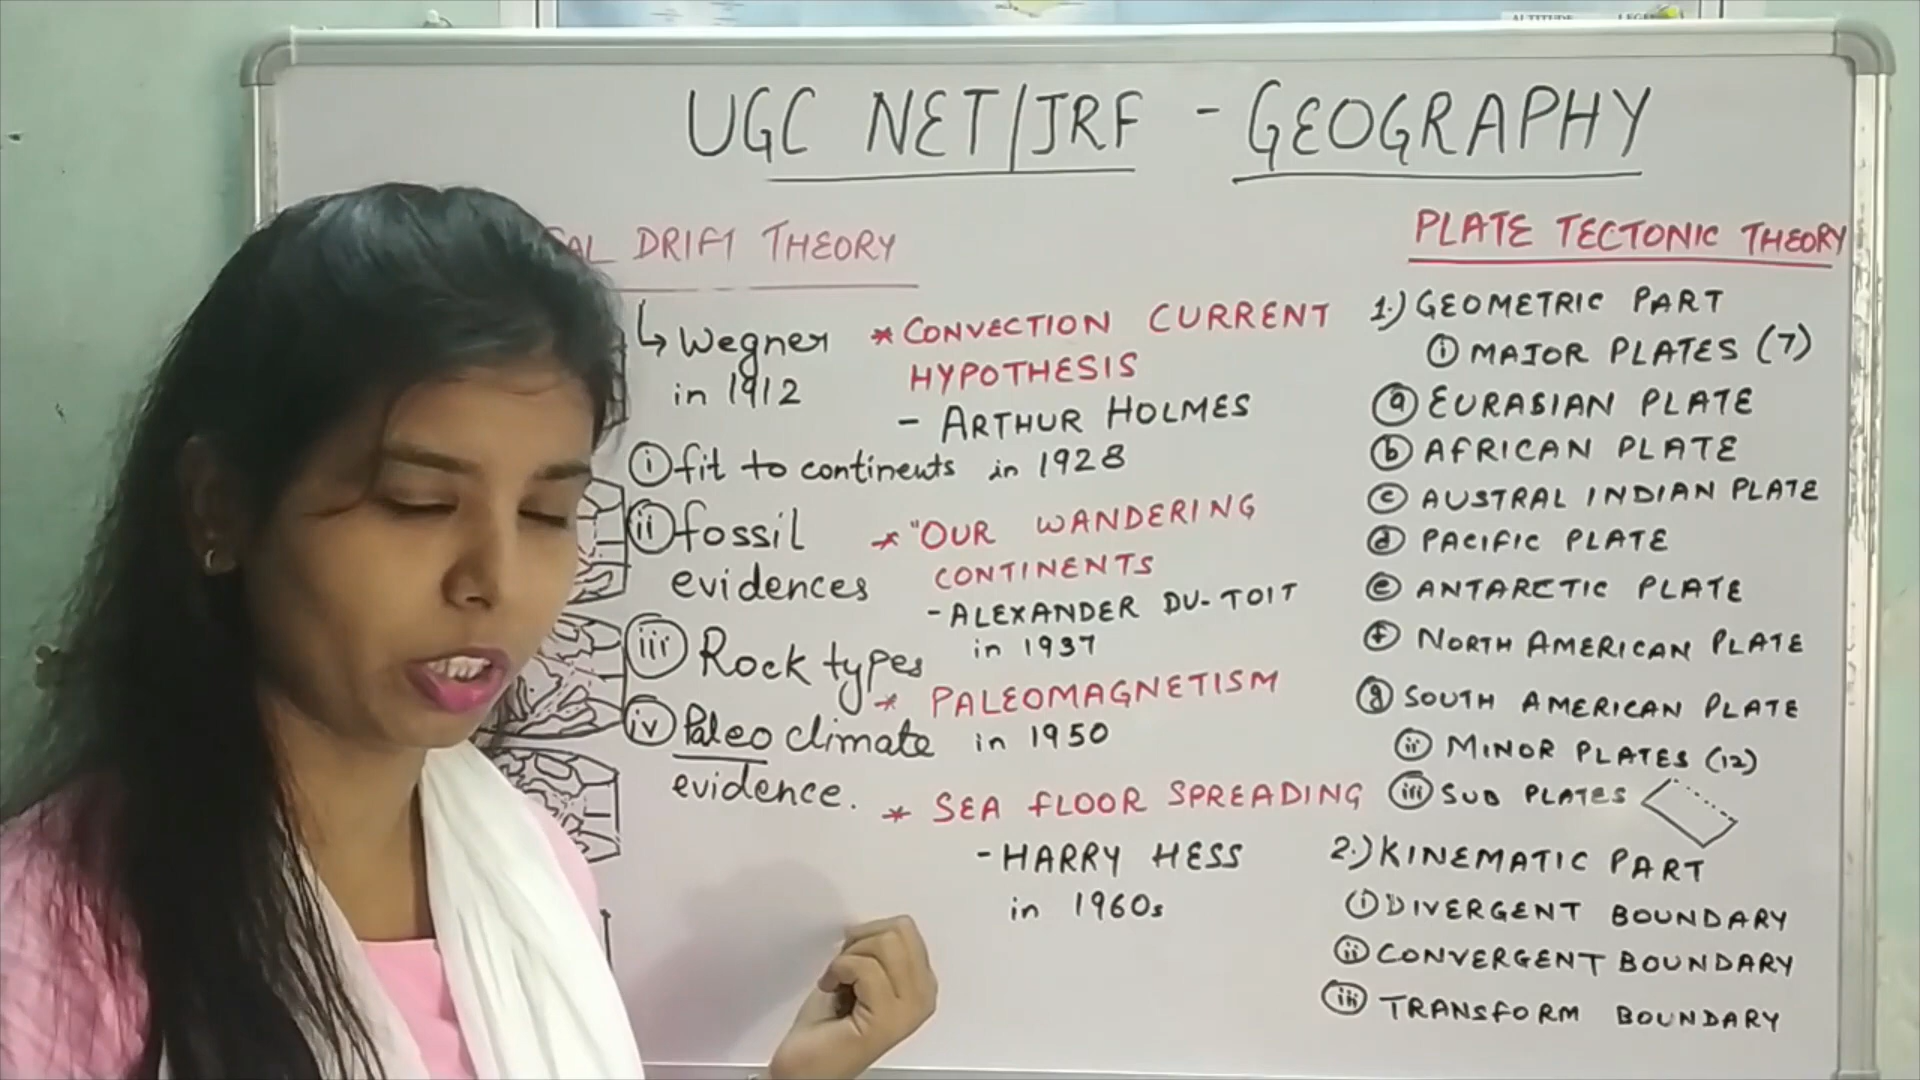 ALTITUDE
UGC NET/JRF - GEOGRAPHY
AL DRIFT THEORY
↳ Wegner
in 1912
(i) fit to continents
(ii) fossil
evidences
(iii) Rock types
(iv) Paleo climate
evidence.
* CONVECTION CURRENT
HYPOTHESIS
- ARTHUR HOLMES
in 1928
* "OUR WANDERING
CONTINENTS
- ALEXANDER DU-TOIT
in 1937
* PALEOMAGNETISM
in 1950
* SEA FLOOR SPREADING
- HARRY HESS
in 1960s
PLATE TECTONIC THEORY
1.) GEOMETRIC PART
(i) MAJOR PLATES (7)
(a) EURASIAN PLATE
(b) AFRICAN PLATE
(c) AUSTRAL INDIAN PLATE
(d) PACIFIC PLATE
(e) ANTARCTIC PLATE
(f) NORTH AMERICAN PLATE
(g) SOUTH AMERICAN PLATE
(ii) MINOR PLATES (12)
(iii) SUB PLATES
2.) KINEMATIC PART
(i) DIVERGENT BOUNDARY
(ii) CONVERGENT BOUNDARY
(iii) TRANSFORM BOUNDARY